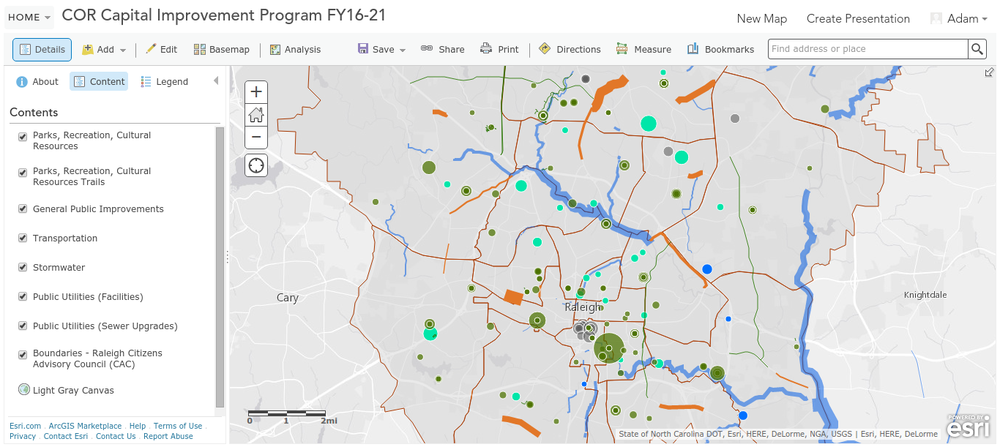 HOME
COR Capital Improvement Program FY16-21
New Map
Create Presentation
Adam
Details
Add
Edit
Basemap
Analysis
Save
Share
Print
Directions
Measure
Bookmarks
Find address or place
About
Content
Legend
Contents
Parks, Recreation, Cultural
Resources
Parks, Recreation, Cultural
Resources Trails
General Public Improvements
Transportation
Stormwater
Public Utilities (Facilities)
Public Utilities (Sewer Upgrades)
Boundaries - Raleigh Citizens
Advisory Council (CAC)
Light Gray Canvas
Esri.com . ArcGIS Marketplace . Help . Terms of Use .
Privacy . Contact Esri . Contact Us . Report Abuse
Cary
Raleigh
Knightdale
0 1 2mi
State of North Carolina DOT, Esri, HERE, DeLorme, NGA, USGS | Esri, HERE, DeLorme
POWERED BY
esri